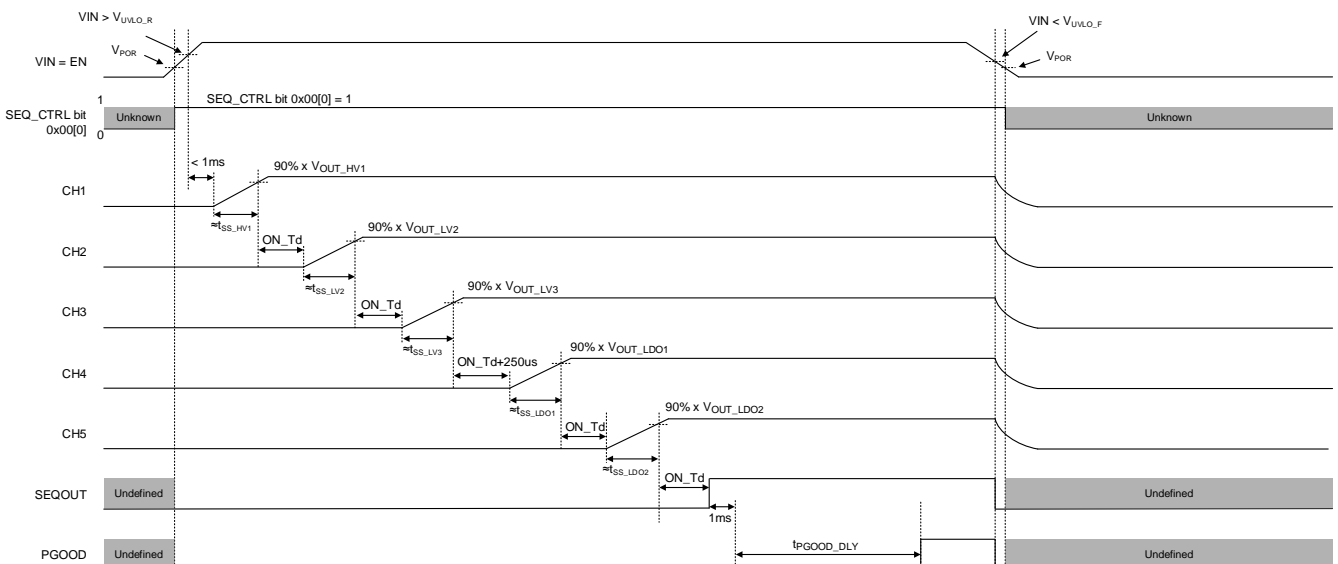 VIN > VUVLO_R
VIN < VUVLO_F
VPOR
VPOR
VIN = EN
1
SEQ_CTRL bit 0x00[0] = 1
SEQ_CTRL bit
0x00[0]
0
Unknown
Unknown
< 1ms
90% x VOUT_HV1
CH1
≈tSS_HV1
ON_Td
90% x VOUT_LV2
CH2
≈tSS_LV2
ON_Td
90% x VOUT_LV3
CH3
≈tSS_LV3
ON_Td+250us
90% x VOUT_LDO1
CH4
≈tSS_LDO1
ON_Td
90% x VOUT_LDO2
CH5
≈tSS_LDO2
ON_Td
SEQOUT
Undefined
Undefined
1ms
tPGOOD_DLY
PGOOD
Undefined
Undefined